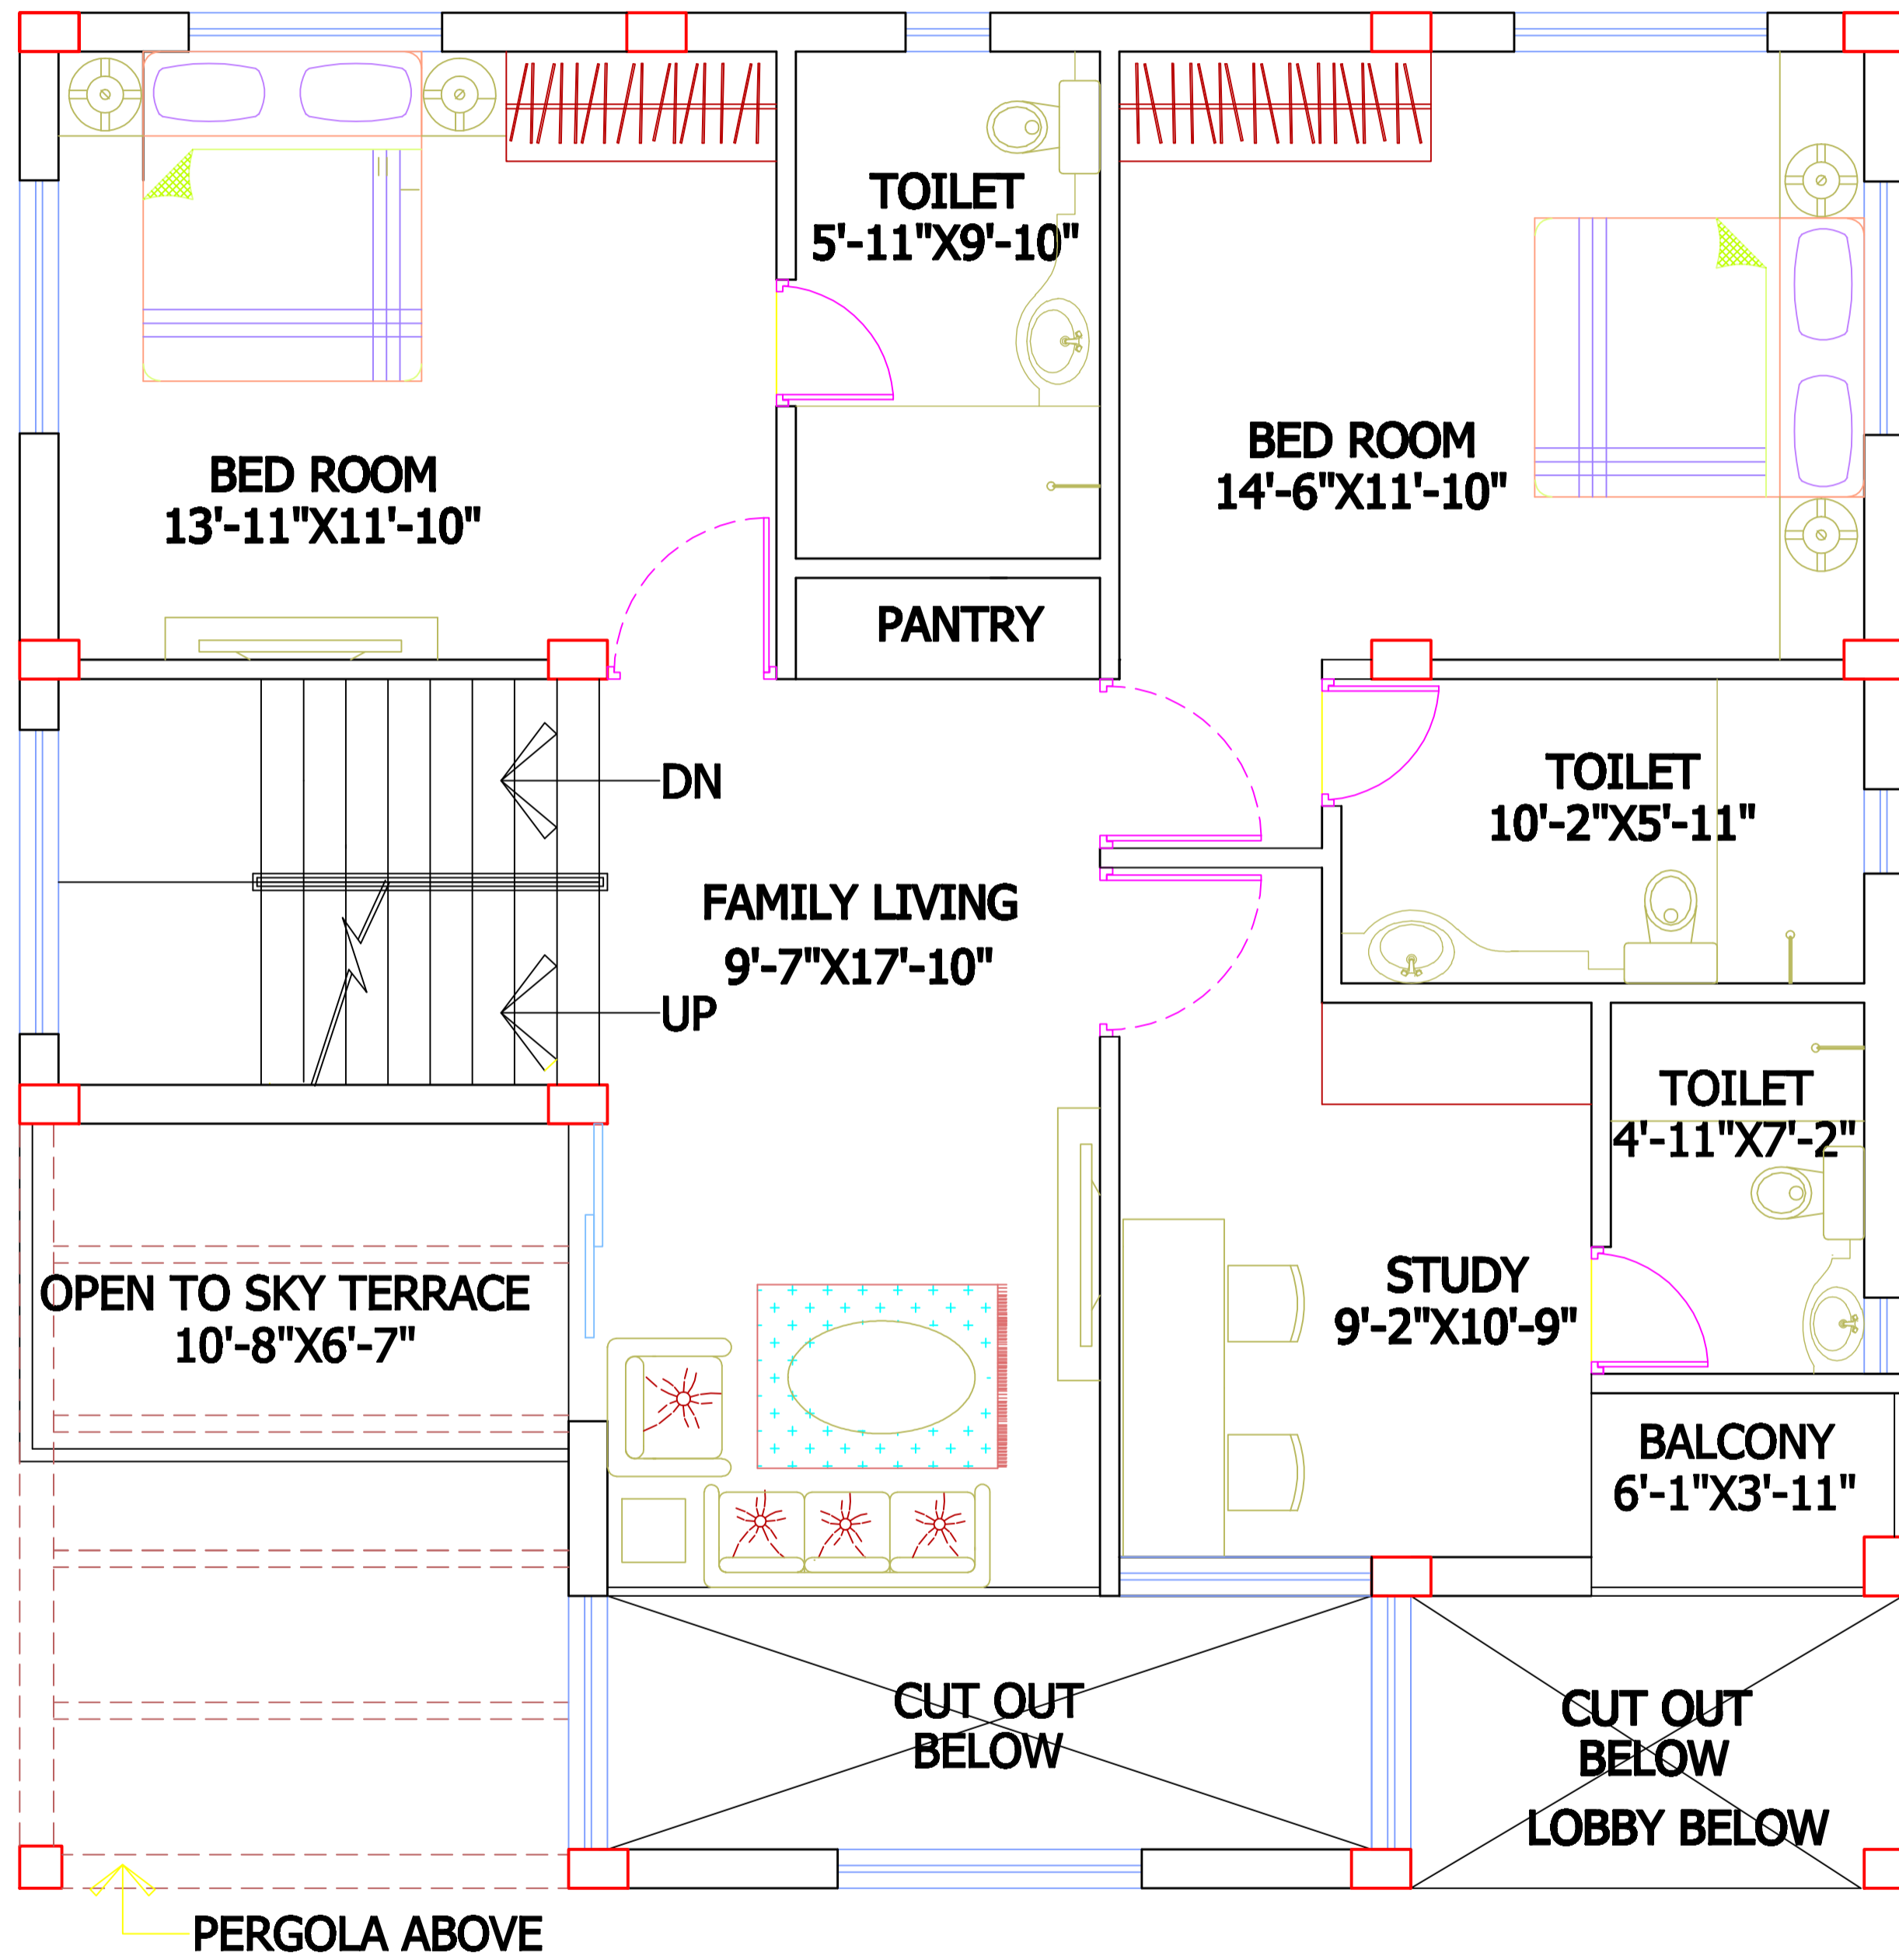 TOILET
5'-11"X9'-10"
BED ROOM
13'-11"X11'-10"
BED ROOM
14'-6"X11'-10"
PANTRY
DN
TOILET
10'-2"X5'-11"
FAMILY LIVING
9'-7"X17'-10"
UP
TOILET
4'-11"X7'-2"
OPEN TO SKY TERRACE
10'-8"X6'-7"
STUDY
9'-2"X10'-9"
BALCONY
6'-1"X3'-11"
CUT OUT
BELOW
CUT OUT
BELOW
LOBBY BELOW
PERGOLA ABOVE